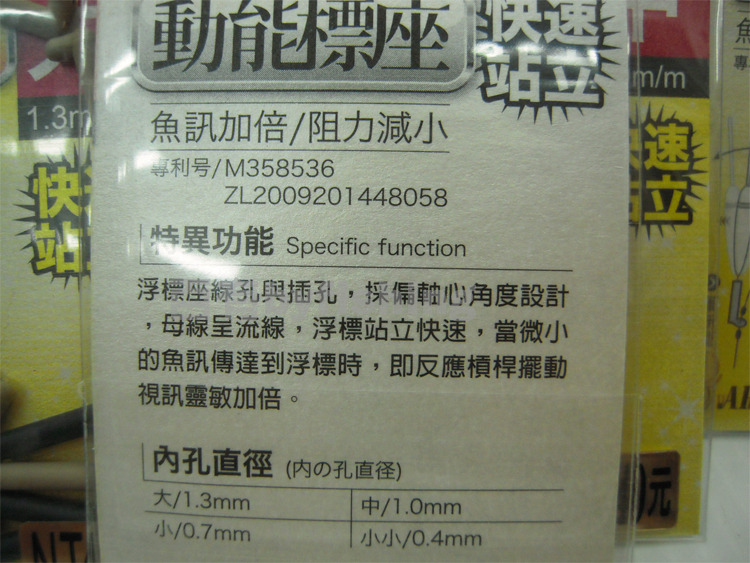 動能標座
快速
站立
魚訊加倍/阻力減小
專利号/M358536
ZL2009201448058
特異功能 Specific function
浮標座線孔與插孔，採偏軸心角度設計
，母線呈流線，浮標站立快速，當微小
的魚訊傳達到浮標時，即反應槓桿擺動
視訊靈敏加倍。
內孔直徑 (内の孔直径)
大/1.3mm 中/1.0mm
小/0.7mm 小小/0.4mm
1.3m
快
站
m/m
速
立
元
NT
魚
專